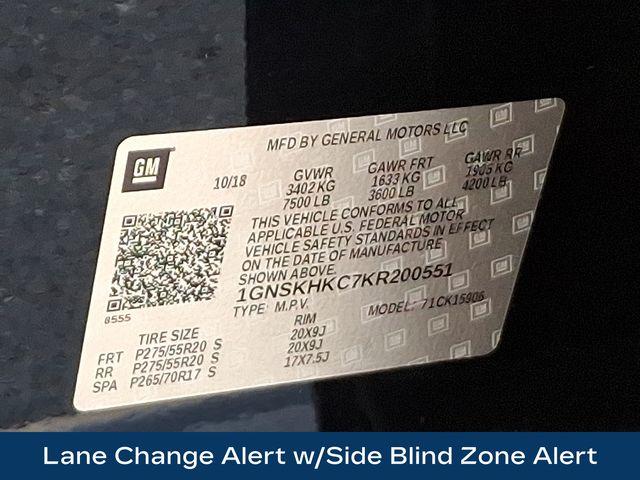 MFD BY GENERAL MOTORS LLC
GM
10/18 GVWR GAWR FRT GAWR RR
3402 KG 1633 KG 1905 KG
7500 LB 3600 LB 4200 LB
THIS VEHICLE CONFORMS TO ALL
APPLICABLE U.S. FEDERAL MOTOR
VEHICLE SAFETY STANDARDS IN EFFECT
ON THE DATE OF MANUFACTURE
SHOWN ABOVE.
1GNSKHKC7KR200551
8555
TYPE: M.P.V. MODEL: 71CK15906
TIRE SIZE RIM
FRT P275/55R20 S 20X9J
RR P275/55R20 S 20X9J
SPA P265/70R17 S 17X7.5J
Lane Change Alert w/Side Blind Zone Alert